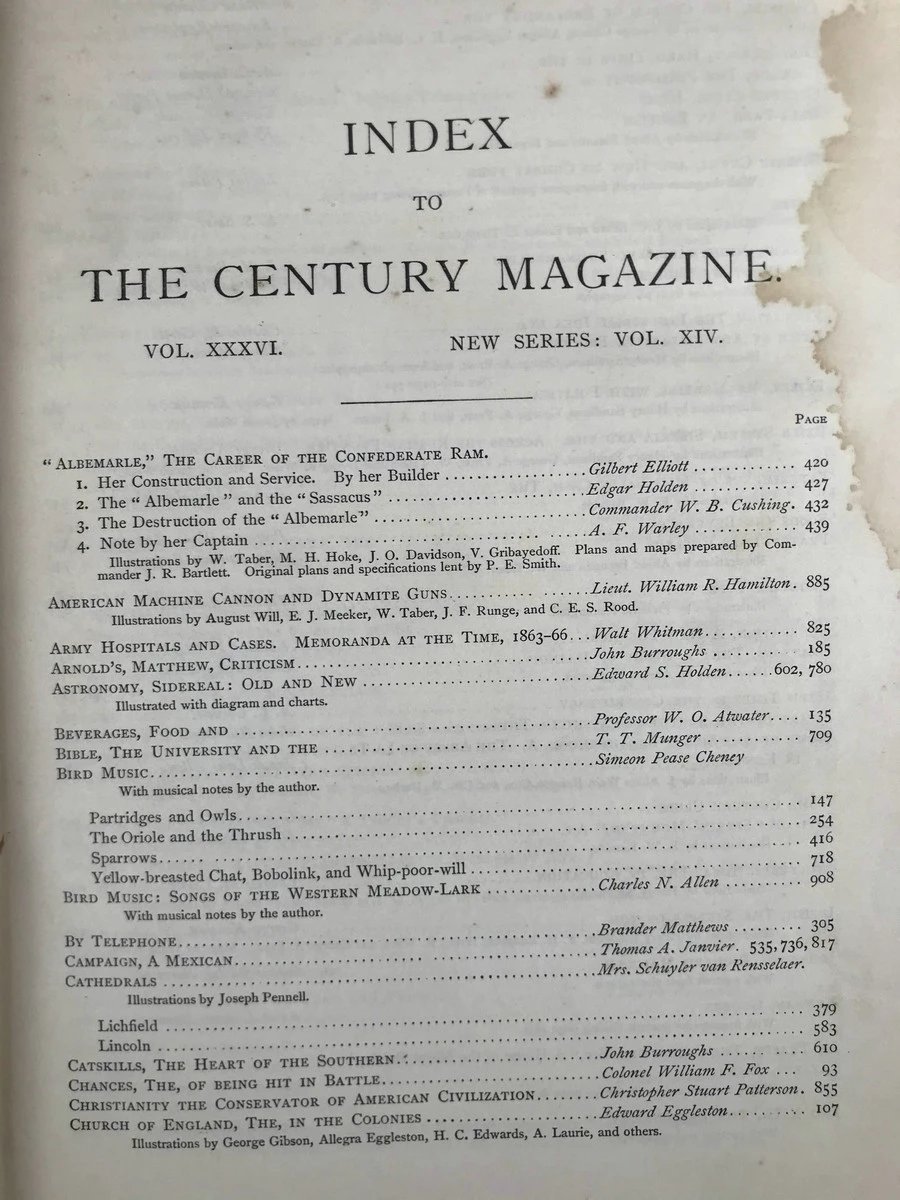 INDEX
TO
THE CENTURY MAGAZINE.
VOL. XXXVI. NEW SERIES: VOL. XIV.
PAGE
"ALBEMARLE," THE CAREER OF THE CONFEDERATE RAM.
1. Her Construction and Service. By her Builder ..................Gilbert Elliott ............ 420
2. The "Albemarle" and the "Sassacus" ..................Edgar Holden ............ 427
3. The Destruction of the "Albemarle" ..................Commander W. B. Cushing. 432
4. Note by her Captain ..................A. F. Warley ............ 439
Illustrations by W. Taber, M. H. Hoke, J. O. Davidson, V. Gribayedoff. Plans and maps prepared by Com-
mander J. R. Bartlett. Original plans and specifications lent by P. E. Smith.
AMERICAN MACHINE CANNON AND DYNAMITE GUNS..................Lieut. William R. Hamilton. 885
Illustrations by August Will, E. J. Meeker, W. Taber, J. F. Runge, and C. E. S. Rood.
ARMY HOSPITALS AND CASES. MEMORANDA AT THE TIME, 1863-66...Walt Whitman............ 825
ARNOLD'S, MATTHEW, CRITICISM..................John Burroughs ............ 185
ASTRONOMY, SIDEREAL: OLD AND NEW ..................Edward S. Holden......602, 780
Illustrated with diagram and charts.
BEVERAGES, FOOD AND ..................Professor W. O. Atwater.... 135
BIBLE, THE UNIVERSITY AND THE ..................T. T. Munger ............ 709
BIRD MUSIC..................Simeon Pease Cheney
With musical notes by the author.
Partridges and Owls.................. 147
The Oriole and the Thrush .................. 254
Sparrows.................. 416
Yellow-breasted Chat, Bobolink, and Whip-poor-will .................. 718
BIRD MUSIC: SONGS OF THE WESTERN MEADOW-LARK ............Charles N. Allen .......... 908
With musical notes by the author.
BY TELEPHONE..................Brander Matthews ......... 305
CAMPAIGN, A MEXICAN..................Thomas A. Janvier. 535, 736, 817
CATHEDRALS ..................Mrs. Schuyler van Rensselaer.
Illustrations by Joseph Pennell.
Lichfield .................. 379
Lincoln .................. 583
CATSKILLS, THE HEART OF THE SOUTHERN..................John Burroughs ............ 610
CHANCES, THE, OF BEING HIT IN BATTLE..................Colonel William F. Fox ... 93
CHRISTIANITY THE CONSERVATOR OF AMERICAN CIVILIZATION............Christopher Stuart Patterson. 855
CHURCH OF ENGLAND, THE, IN THE COLONIES ..................Edward Eggleston.......... 107
Illustrations by George Gibson, Allegra Eggleston, H. C. Edwards, A. Laurie, and others.